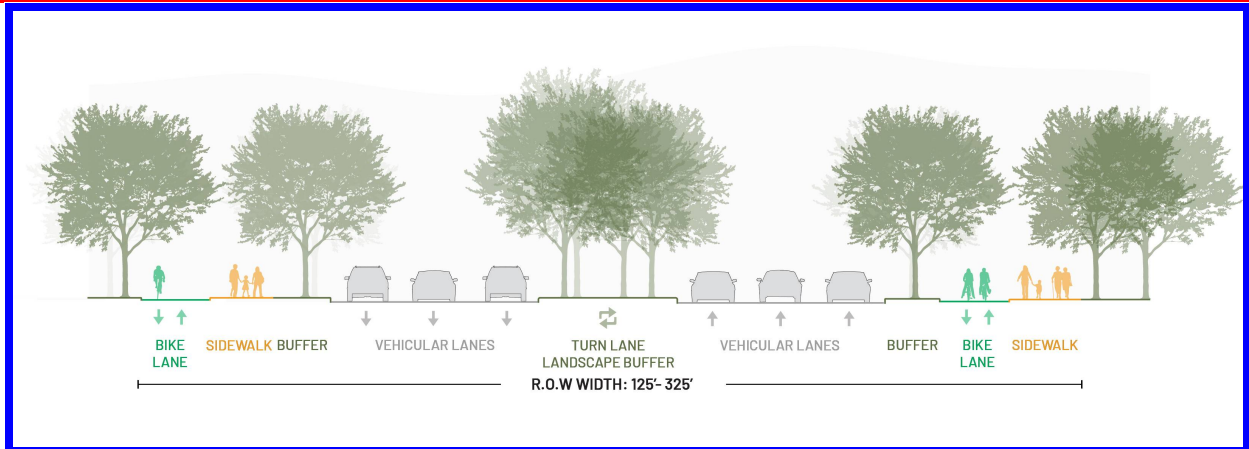 BIKE LANE SIDEWALK BUFFER VEHICULAR LANES TURN LANE LANDSCAPE BUFFER VEHICULAR LANES BUFFER BIKE LANE SIDEWALK
R.O.W WIDTH: 125'- 325'